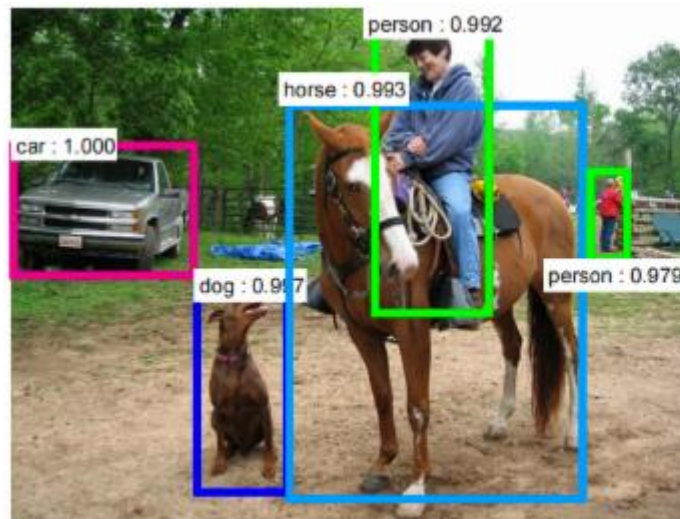 person : 0.992
horse : 0.993
car : 1.000
dog : 0.997
person : 0.979